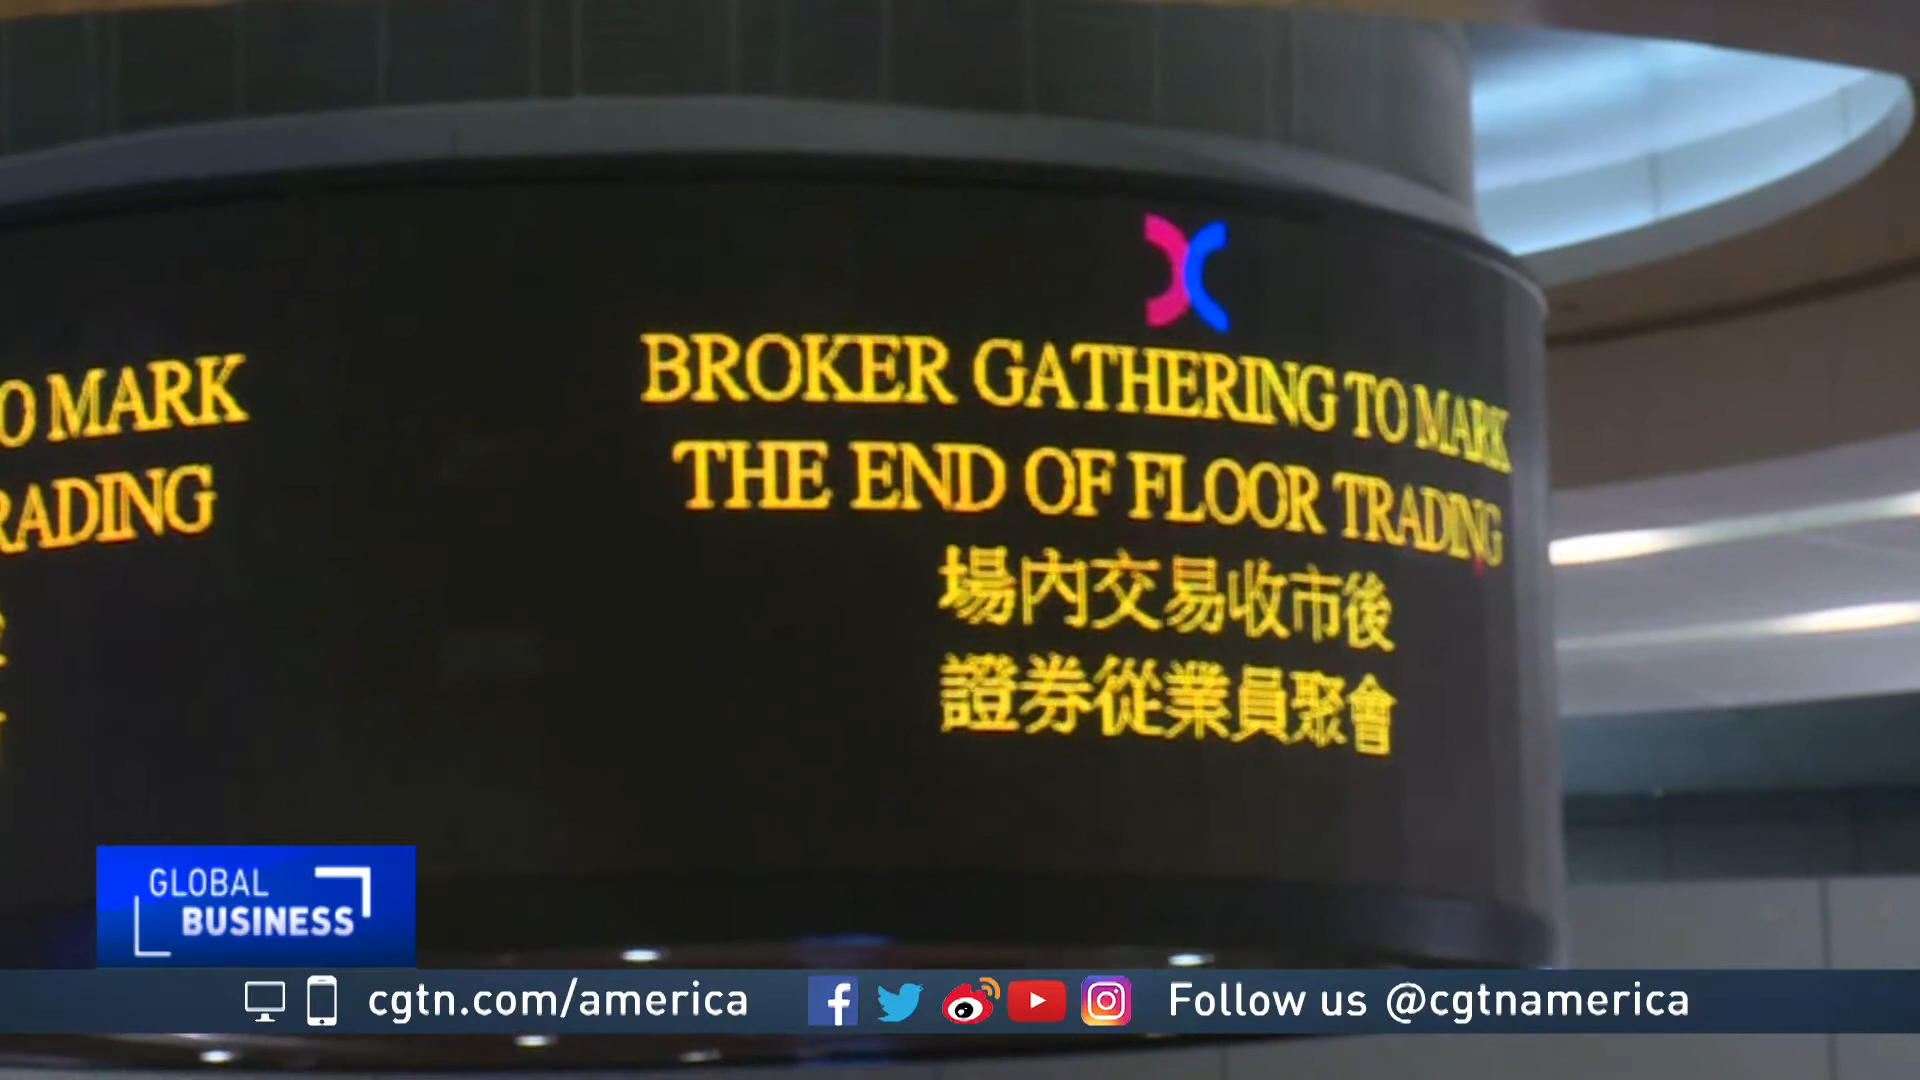 O MARK
RADING
BROKER GATHERING TO MARK
THE END OF FLOOR TRADING
場內交易收市後
證券從業員聚會
GLOBAL
BUSINESS
cgtn.com/america
Follow us @cgtnamerica